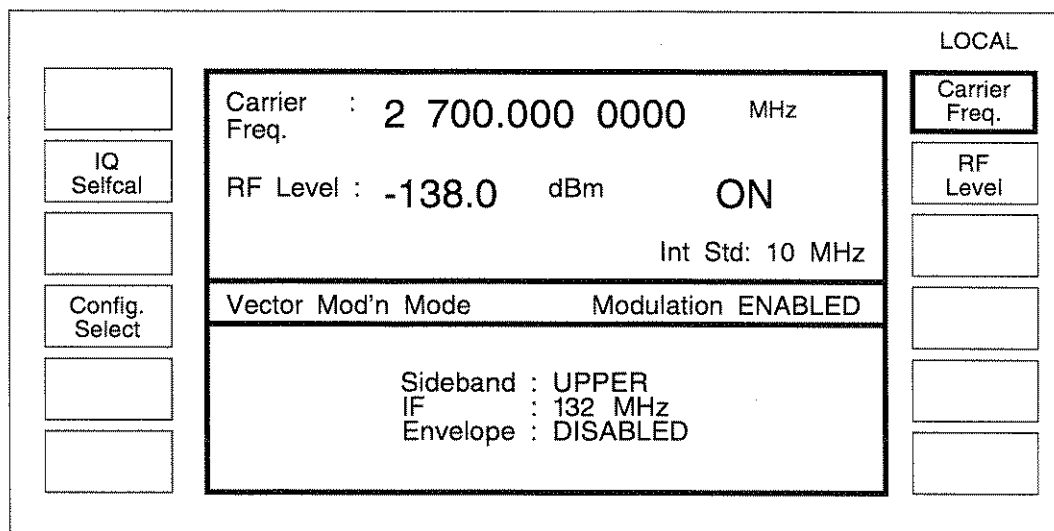 LOCAL
Carrier
Freq.
: 2 700.000 0000 MHz
Carrier
Freq.
IQ
Selfcal
RF Level : -138.0 dBm ON
RF
Level
Int Std: 10 MHz
Config.
Select
Vector Mod'n Mode Modulation ENABLED
Sideband : UPPER
IF : 132 MHz
Envelope : DISABLED